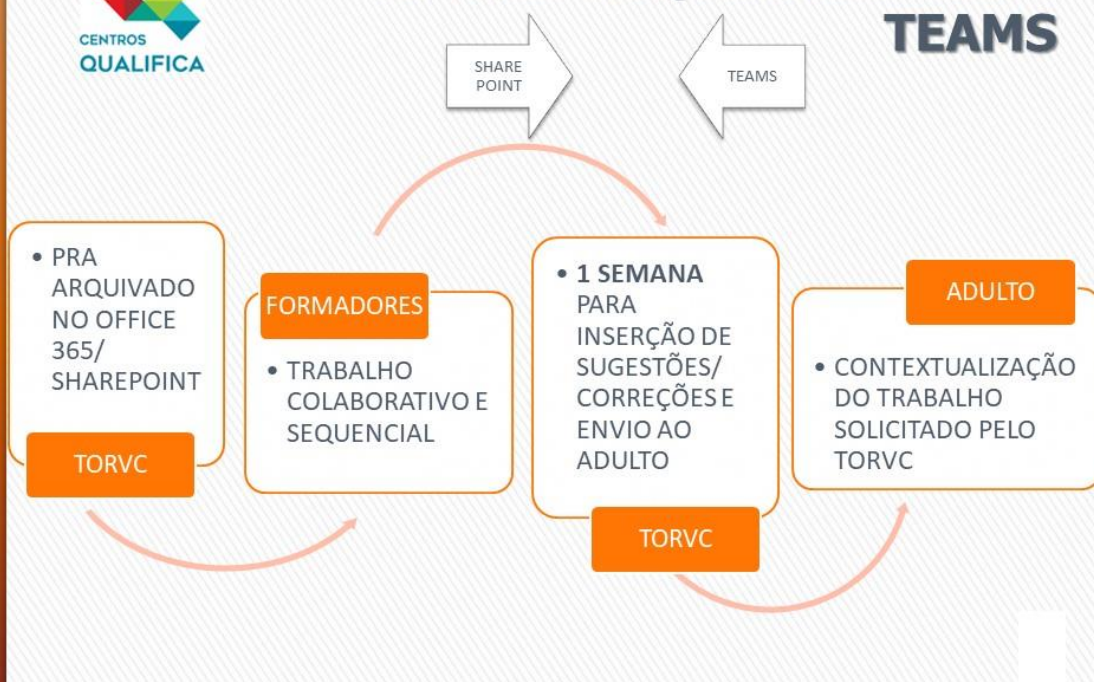 CENTROS
QUALIFICA
SHARE
POINT
TEAMS
TEAMS
• PRA
ARQUIVADO
NO OFFICE
365/
SHAREPOINT
TORVC
FORMADORES
• TRABALHO
COLABORATIVO E
SEQUENCIAL
• 1 SEMANA
PARA
INSERÇÃO DE
SUGESTÕES/
CORREÇÕES E
ENVIO AO
ADULTO
TORVC
ADULTO
• CONTEXTUALIZAÇÃO
DO TRABALHO
SOLICITADO PELO
TORVC